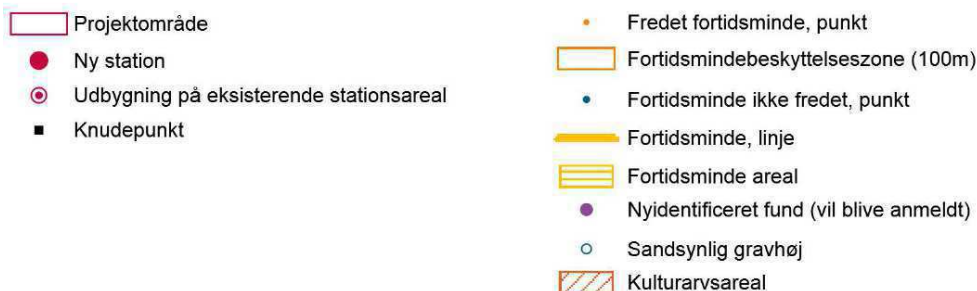 Projektområde
Ny station
Udbygning på eksisterende stationsareal
Knudepunkt
Fredet fortidsminde, punkt
Fortidsmindebeskyttelseszone (100m)
Fortidsminde ikke fredet, punkt
Fortidsminde, linje
Fortidsminde areal
Nyidentificeret fund (vil blive anmeldt)
Sandsynlig gravhøj
Kulturarvsareal